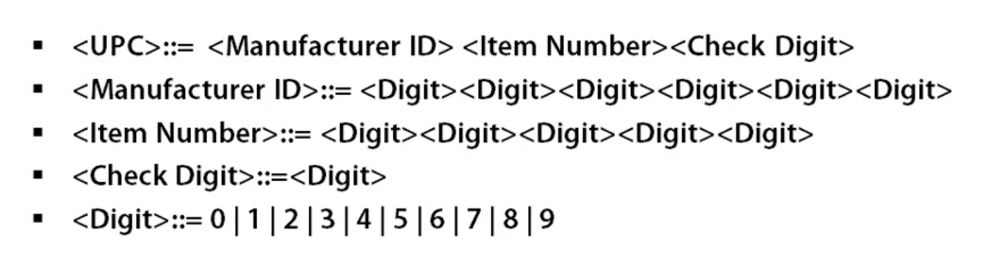 ▪ <UPC>::= <Manufacturer ID> <Item Number><Check Digit>
▪ <Manufacturer ID>::= <Digit><Digit><Digit><Digit><Digit><Digit>
▪ <Item Number>::= <Digit><Digit><Digit><Digit><Digit>
▪ <Check Digit>::=<Digit>
▪ <Digit>::= 0 | 1 | 2 | 3 | 4 | 5 | 6 | 7 | 8 | 9